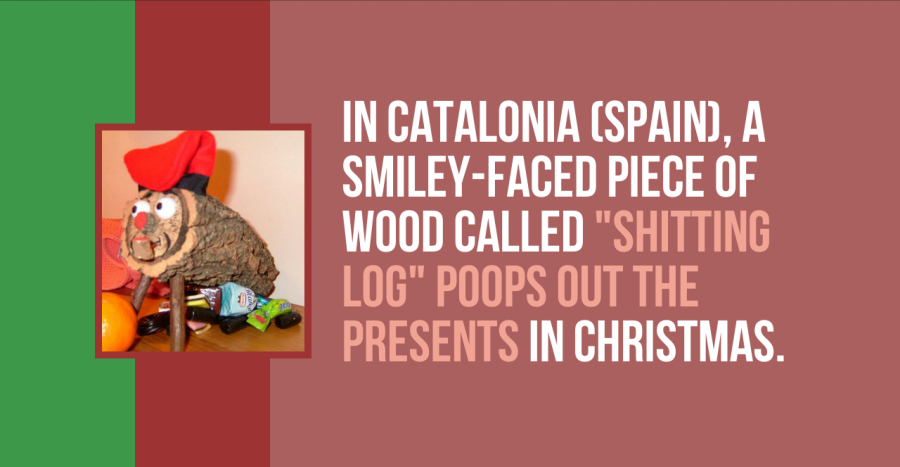 IN CATALONIA (SPAIN), A
SMILEY-FACED PIECE OF
WOOD CALLED "SHITTING
LOG" POOPS OUT THE
PRESENTS IN CHRISTMAS.